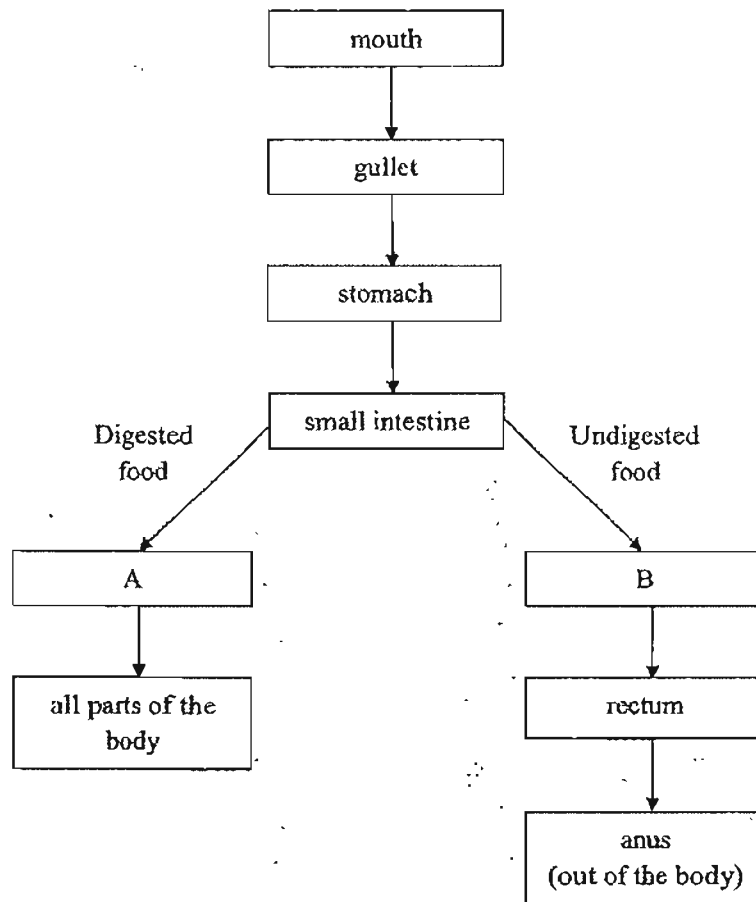 mouth
gullet
stomach
small intestine
Digested
food
Undigested
food
A
B
all parts of the
body
rectum
anus
(out of the body)